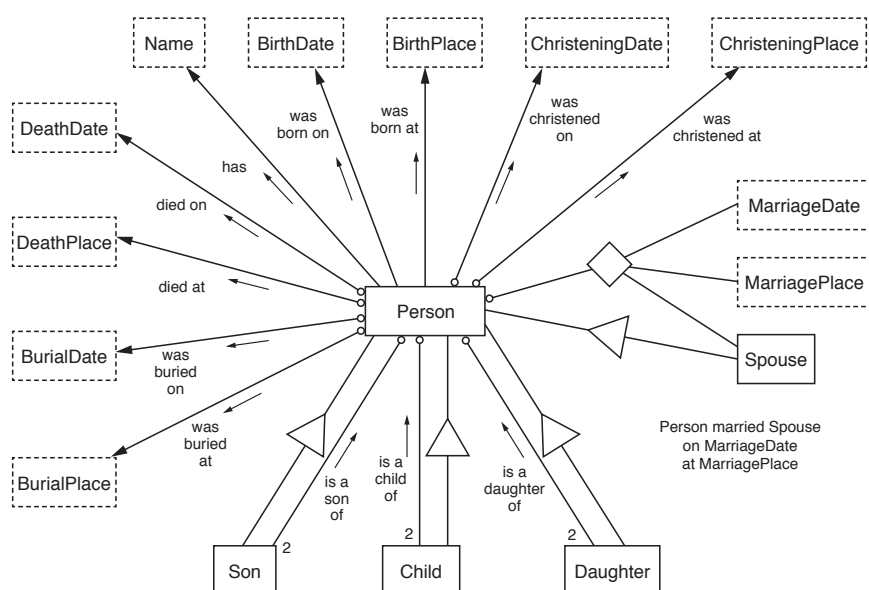 Name
BirthDate
BirthPlace
ChristeningDate
ChristeningPlace
DeathDate
was
born on
was
born at
was
christened
on
was
christened at
has
died on
MarriageDate
DeathPlace
died at
MarriagePlace
Person
BurialDate
was
buried
on
Spouse
was
buried
at
Person married Spouse
on MarriageDate
at MarriagePlace
BurialPlace
is a
son
of
is a
child
of
is a
daughter
of
2
2
2
Son
Child
Daughter